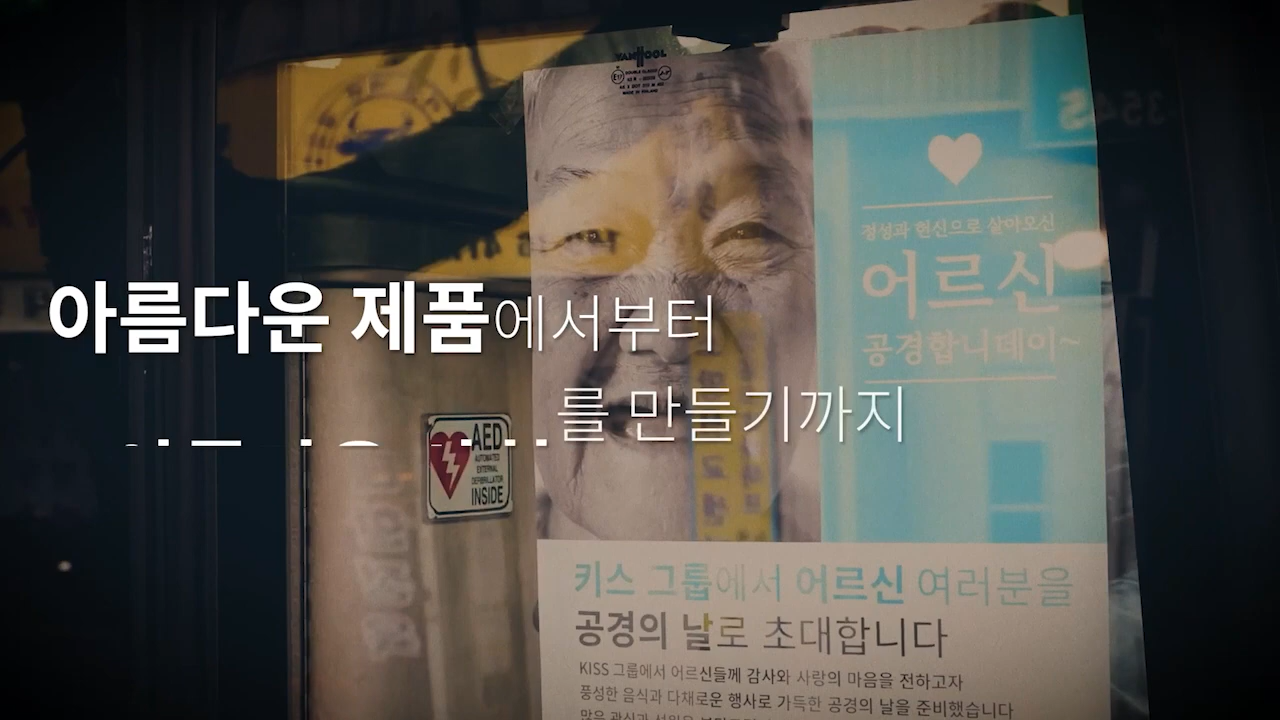 아름다운 제품에서부터
를 만들기까지
AED
AUTOMATED
EXTERNAL
DEFIBRILLATOR
INSIDE
정성과 헌신으로 살아오신
어르신
공경합니데이~
키스 그룹에서 어르신 여러분을
공경의 날로 초대합니다
KISS 그룹에서 어르신들께 감사와 사랑의 마음을 전하고자
풍성한 음식과 다채로운 행사로 가득한 공경의 날을 준비했습니다